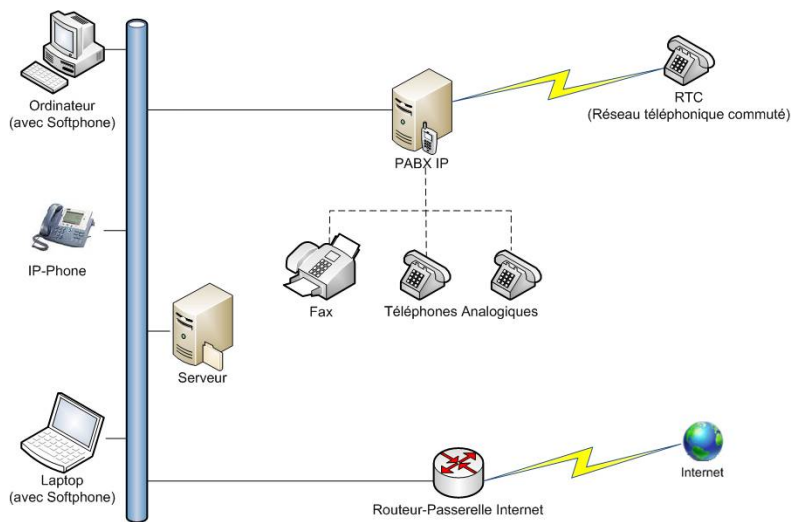 Ordinateur
(avec Softphone)
PABX IP
RTC
(Réseau téléphonique commuté)
IP-Phone
Fax
Téléphones Analogiques
Serveur
Laptop
(avec Softphone)
Routeur-Passerelle Internet
Internet